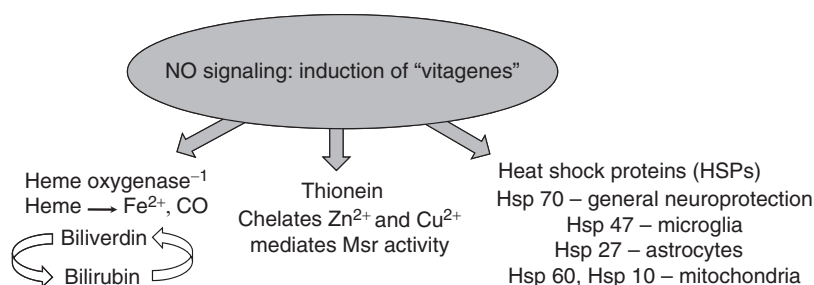 NO signaling: induction of “vitagenes”
Heme oxygenase⁻¹
Heme ⟶ Fe²⁺, CO
Biliverdin
Bilirubin
Thionein
Chelates Zn²⁺ and Cu²⁺
mediates Msr activity
Heat shock proteins (HSPs)
Hsp 70 – general neuroprotection
Hsp 47 – microglia
Hsp 27 – astrocytes
Hsp 60, Hsp 10 – mitochondria